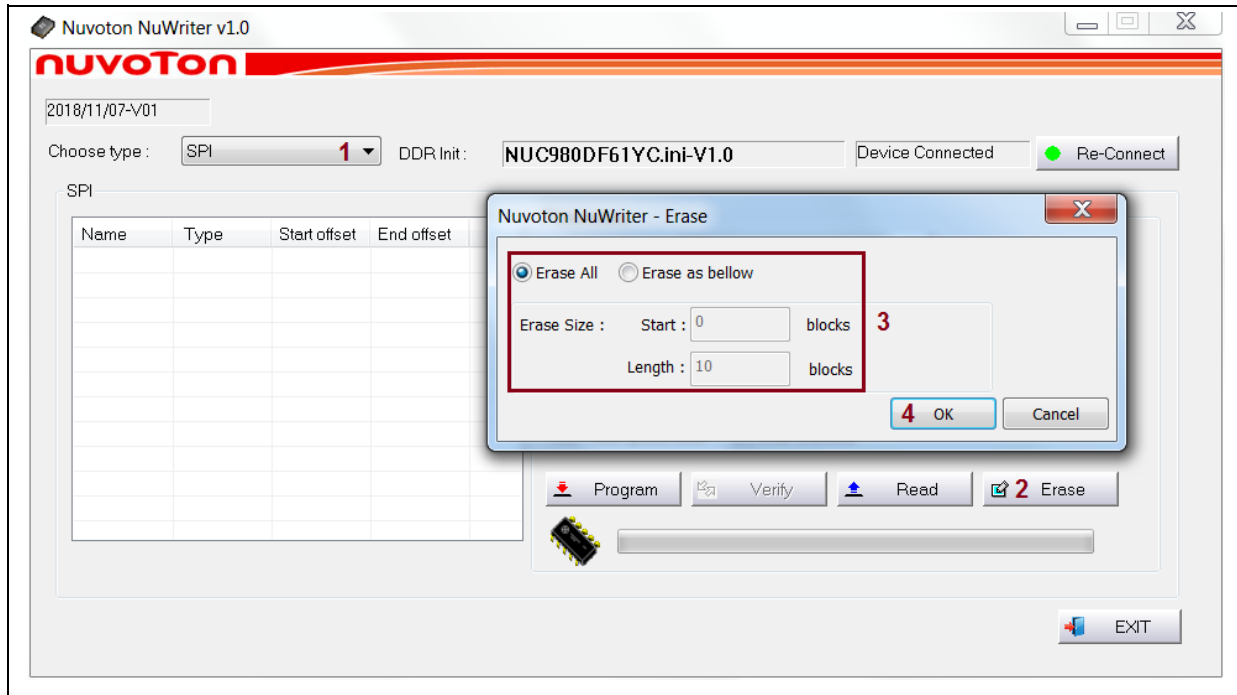 Nuvoton NuWriter v1.0
nuvoTon
2018/11/07-V01
Choose type : SPI 1 DDR Init : NUC980DF61YC.ini-V1.0 Device Connected Re-Connect
SPI
Name Type Start offset End offset
Nuvoton NuWriter - Erase
Erase All Erase as bellow
Erase Size : Start : 0 blocks 3
Length : 10 blocks
4 OK Cancel
Program Verify Read 2 Erase
EXIT